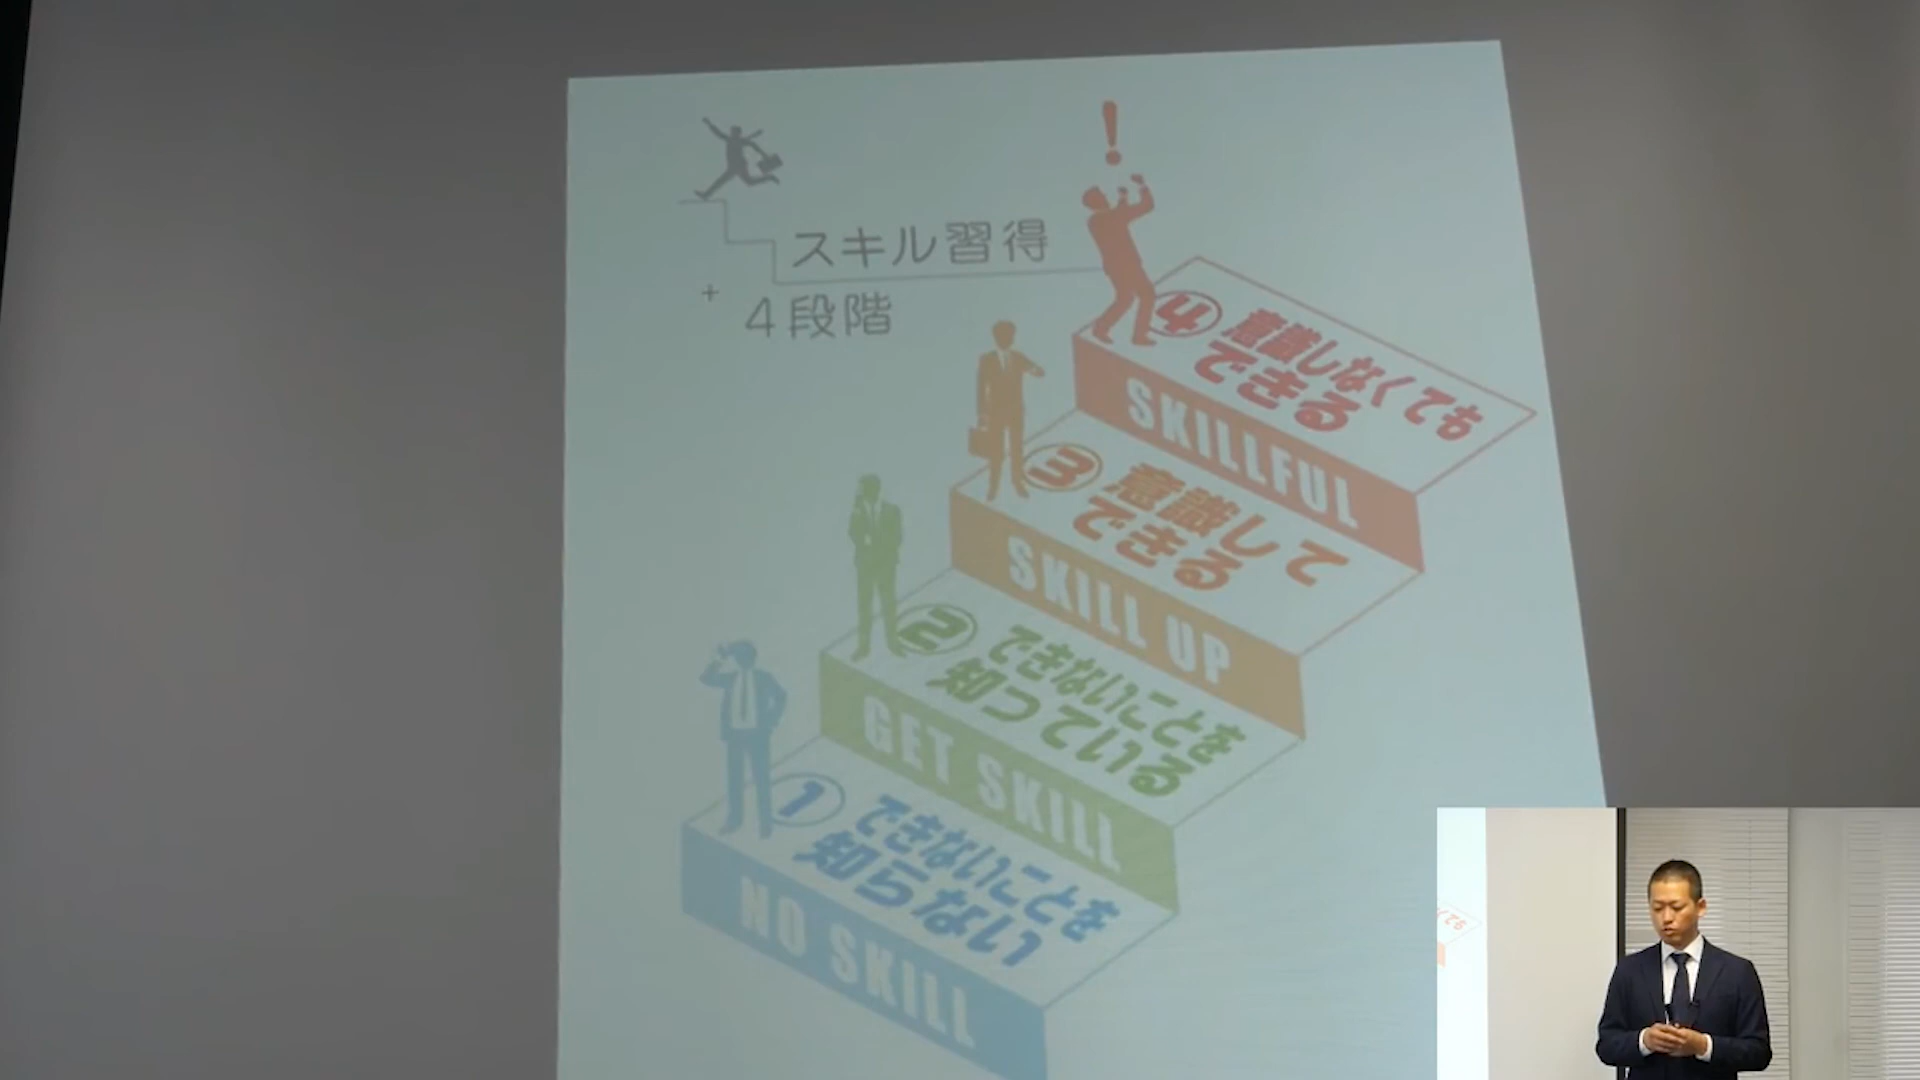 スキル習得
4段階
4 意識しなくても
できる
SKILLFUL
3 意識して
できる
SKILL UP
2 できないことを
知っている
GET SKILL
1 できないことを
知らない
NO SKILL